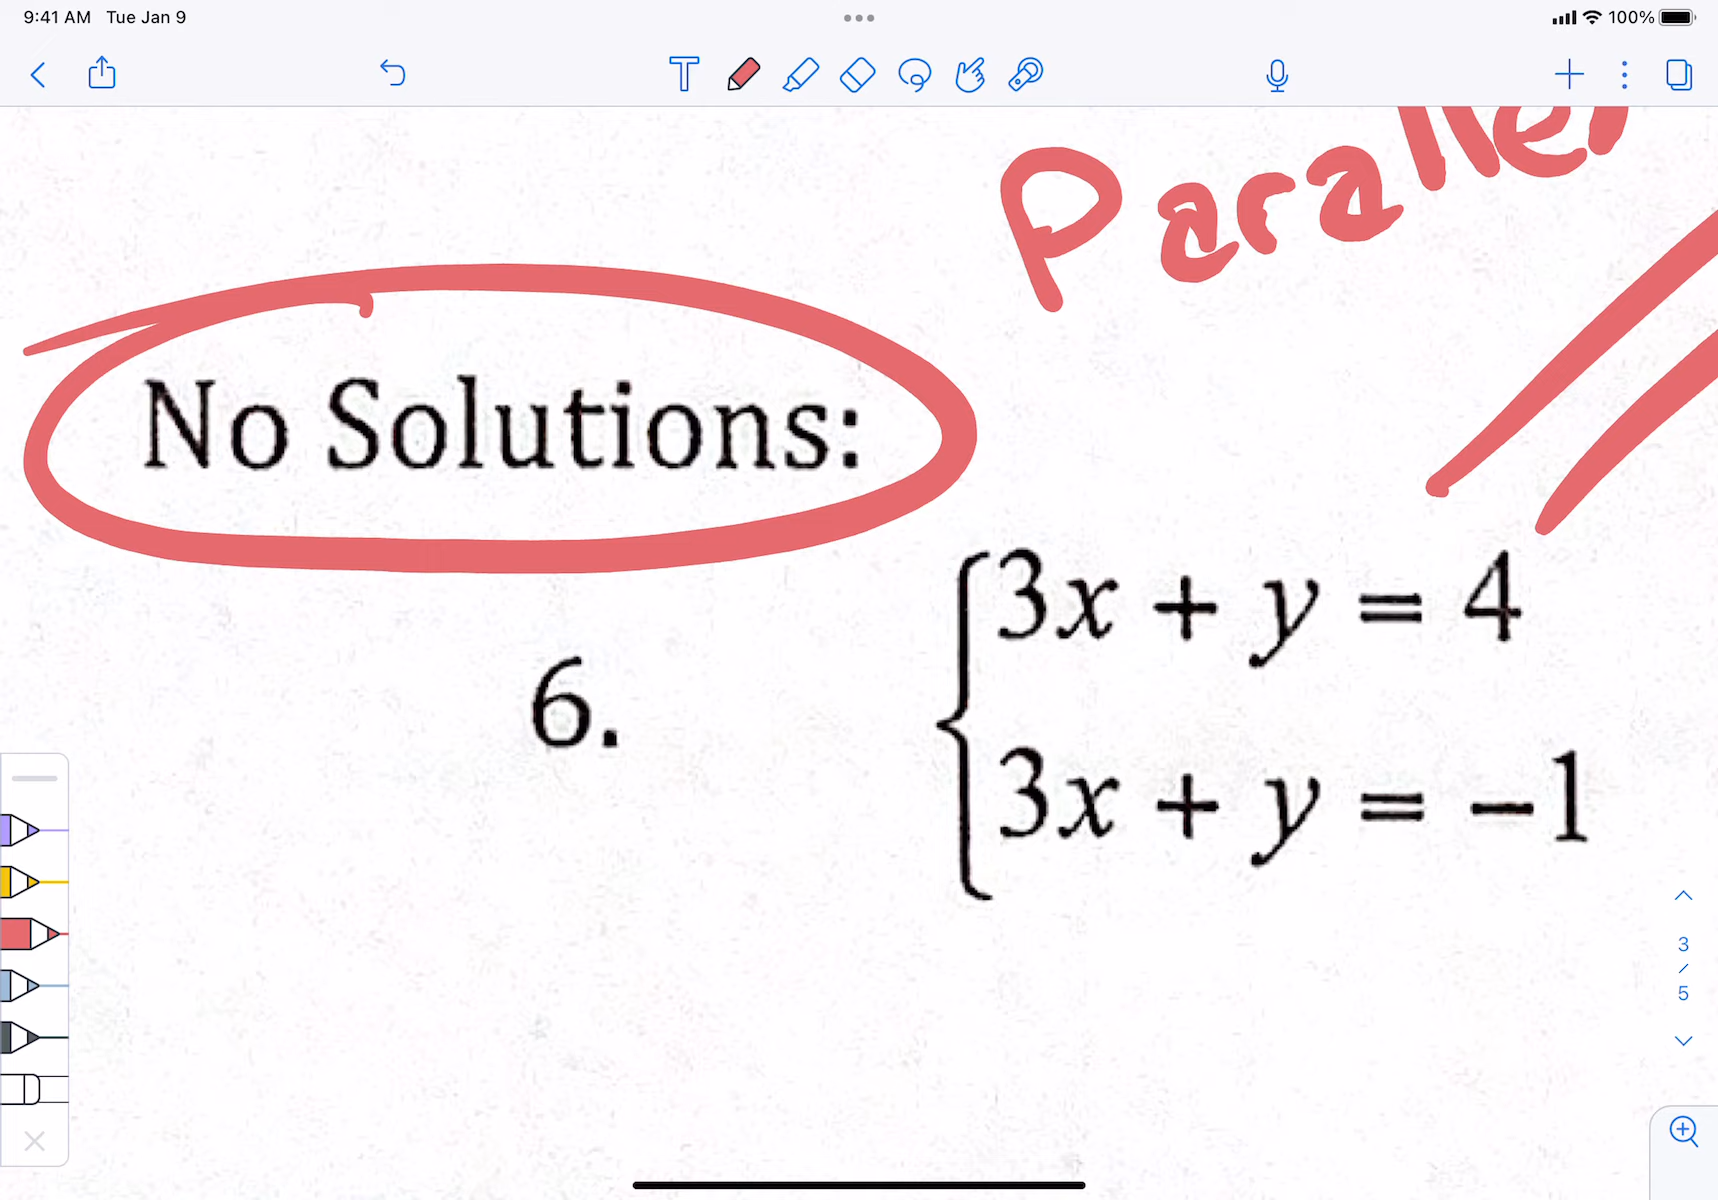 9:41 AM Tue Jan 9
100%
T
Parallel
No Solutions:
6.
3x + y = 4
3x + y = −1
3
/
5